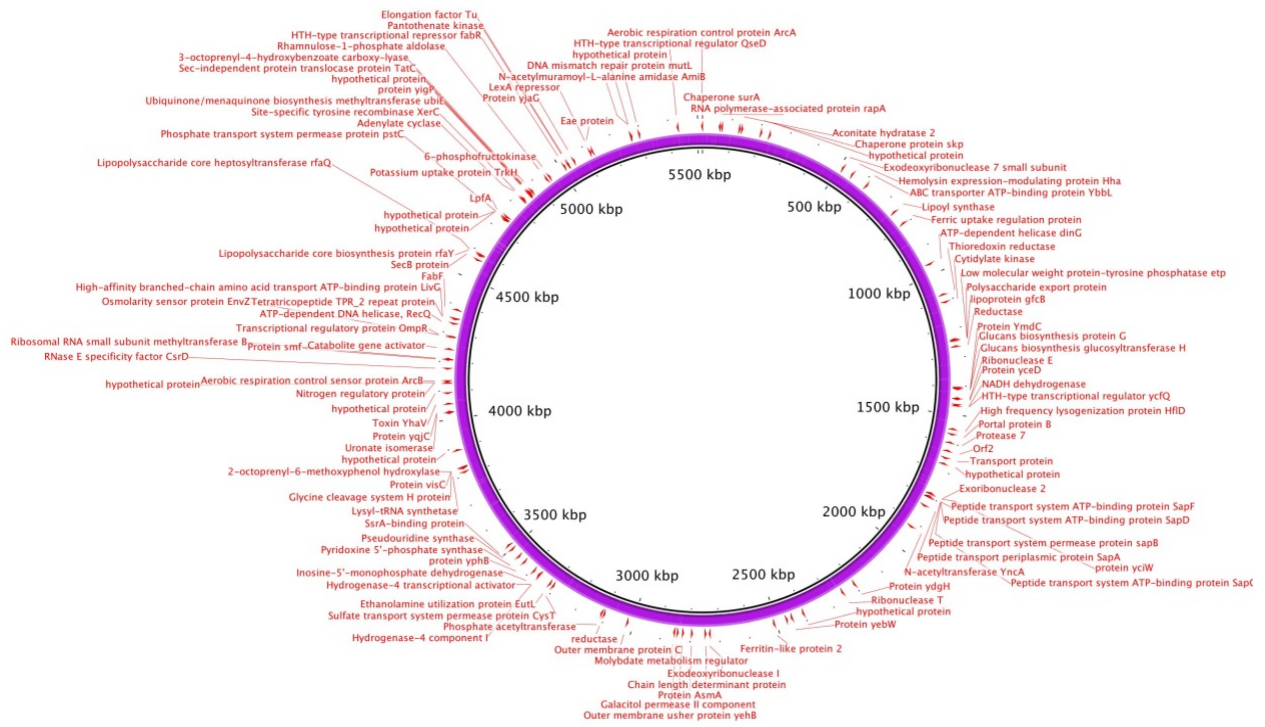 Elongation factor Tu
Pantothenate kinase
HTH-type transcriptional repressor fabR
Rhamnulose-1-phosphate aldolase
3-octoprenyl-4-hydroxybenzoate carboxy-lyase
Sec-independent protein translocase protein TatC
hypothetical protein
protein yigP
Ubiquinone/menaquinone biosynthesis methyltransferase ubiE
Site-specific tyrosine recombinase XerC
Adenylate cyclase
Phosphate transport system permease protein pstC
6-phosphofructokinase
Lipopolysaccharide core heptosyltransferase rfaQ
Potassium uptake protein TrkH
LpfA
hypothetical protein
hypothetical protein
Lipopolysaccharide core biosynthesis protein rfaY
SecB protein
FabF
High-affinity branched-chain amino acid transport ATP-binding protein LivG
Osmolarity sensor protein EnvZ
Tetratricopeptide TPR_2 repeat protein
ATP-dependent DNA helicase, RecQ
Transcriptional regulatory protein OmpR
Ribosomal RNA small subunit methyltransferase B
Protein smf
Catabolite gene activator
RNase E specificity factor CsrD
hypothetical protein
Aerobic respiration control sensor protein ArcB
Nitrogen regulatory protein
hypothetical protein
Toxin YhaV
Protein yqjC
Uronate isomerase
hypothetical protein
2-octoprenyl-6-methoxyphenol hydroxylase
Protein visC
Glycine cleavage system H protein
Lysyl-tRNA synthetase
SsrA-binding protein
Pseudouridine synthase
Pyridoxine 5'-phosphate synthase
protein yphB
Inosine-5'-monophosphate dehydrogenase
Hydrogenase-4 transcriptional activator
Ethanolamine utilization protein EutL
Sulfate transport system permease protein CysT
Phosphate acetyltransferase
Hydrogenase-4 component I
reductase
Outer membrane protein C
Molybdate metabolism regulator
Exodeoxyribonuclease I
Chain length determinant protein
Protein AsmA
Galacitol permease II component
Outer membrane usher protein yehB
Aerobic respiration control protein ArcA
HTH-type transcriptional regulator QseD
hypothetical protein
DNA mismatch repair protein mutL
N-acetylmuramoyl-L-alanine amidase AmiB
LexA repressor
Protein yjaG
Eae protein
Chaperone surA
RNA polymerase-associated protein rapA
Aconitate hydratase 2
Chaperone protein skp
hypothetical protein
Exodeoxyribonuclease 7 small subunit
Hemolysin expression-modulating protein Hha
ABC transporter ATP-binding protein YbbL
Lipoyl synthase
Ferric uptake regulation protein
ATP-dependent helicase dinG
Thioredoxin reductase
Cytidylate kinase
Low molecular weight protein-tyrosine phosphatase etp
Polysaccharide export protein
lipoprotein gfcB
Reductase
Protein YmdC
Glucans biosynthesis protein G
Glucans biosynthesis glucosyltransferase H
Ribonuclease E
Protein yceD
NADH dehydrogenase
HTH-type transcriptional regulator ycfQ
High frequency lysogenization protein HflD
Portal protein B
Protease 7
Orf2
Transport protein
hypothetical protein
Exoribonuclease 2
Peptide transport system ATP-binding protein SapF
Peptide transport system ATP-binding protein SapD
Peptide transport system permease protein sapB
Peptide transport periplasmic protein SapA
protein yciW
N-acetyltransferase YncA
Peptide transport system ATP-binding protein SapC
Protein ydgH
Ribonuclease T
hypothetical protein
Protein yebW
Ferritin-like protein 2
5500 kbp
500 kbp
1000 kbp
1500 kbp
2000 kbp
2500 kbp
3000 kbp
3500 kbp
4000 kbp
4500 kbp
5000 kbp